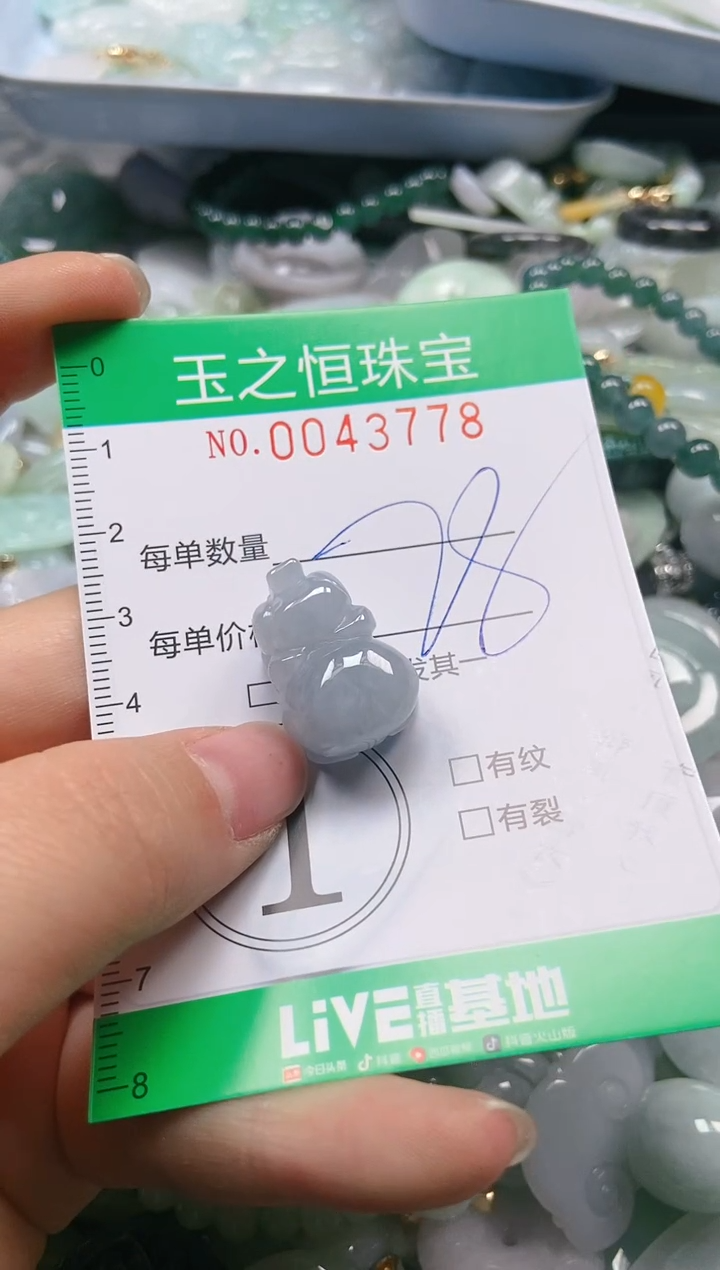 玉之恒珠宝
NO.0043778
每单数量
78
每单价
发其一
□有纹
□有裂
1
LiVE直播基地
今日头条 抖音 抖音火山版
0
1
2
3
4
7
8